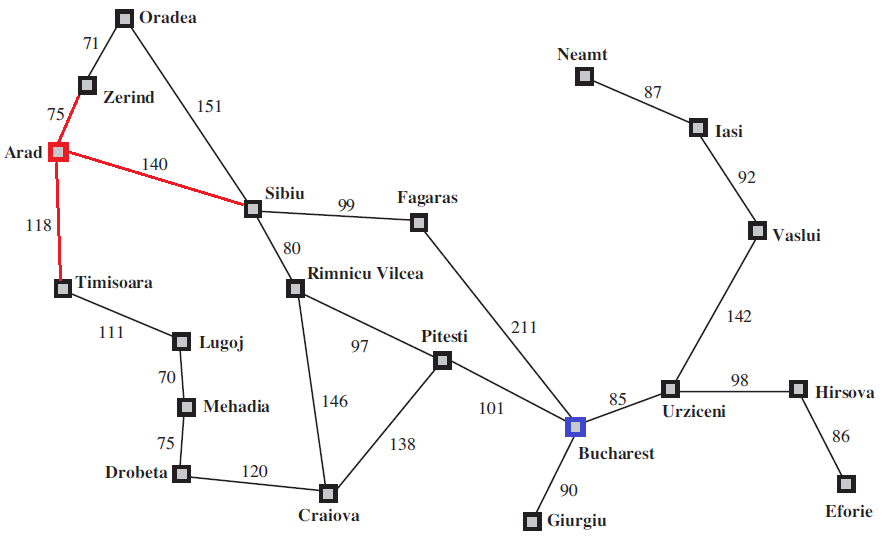 Oradea
71
Neamt
87
Zerind
75
151
Iasi
Arad
140
92
Sibiu
99
Fagaras
118
80
Vaslui
Timisoara
Rimnicu Vilcea
142
111
Lugoj
97
Pitesti
211
70
Mehadia
146
101
85
98
Hirsova
Urziceni
75
138
Bucharest
86
Drobeta
120
90
Craiova
Giurgiu
Eforie